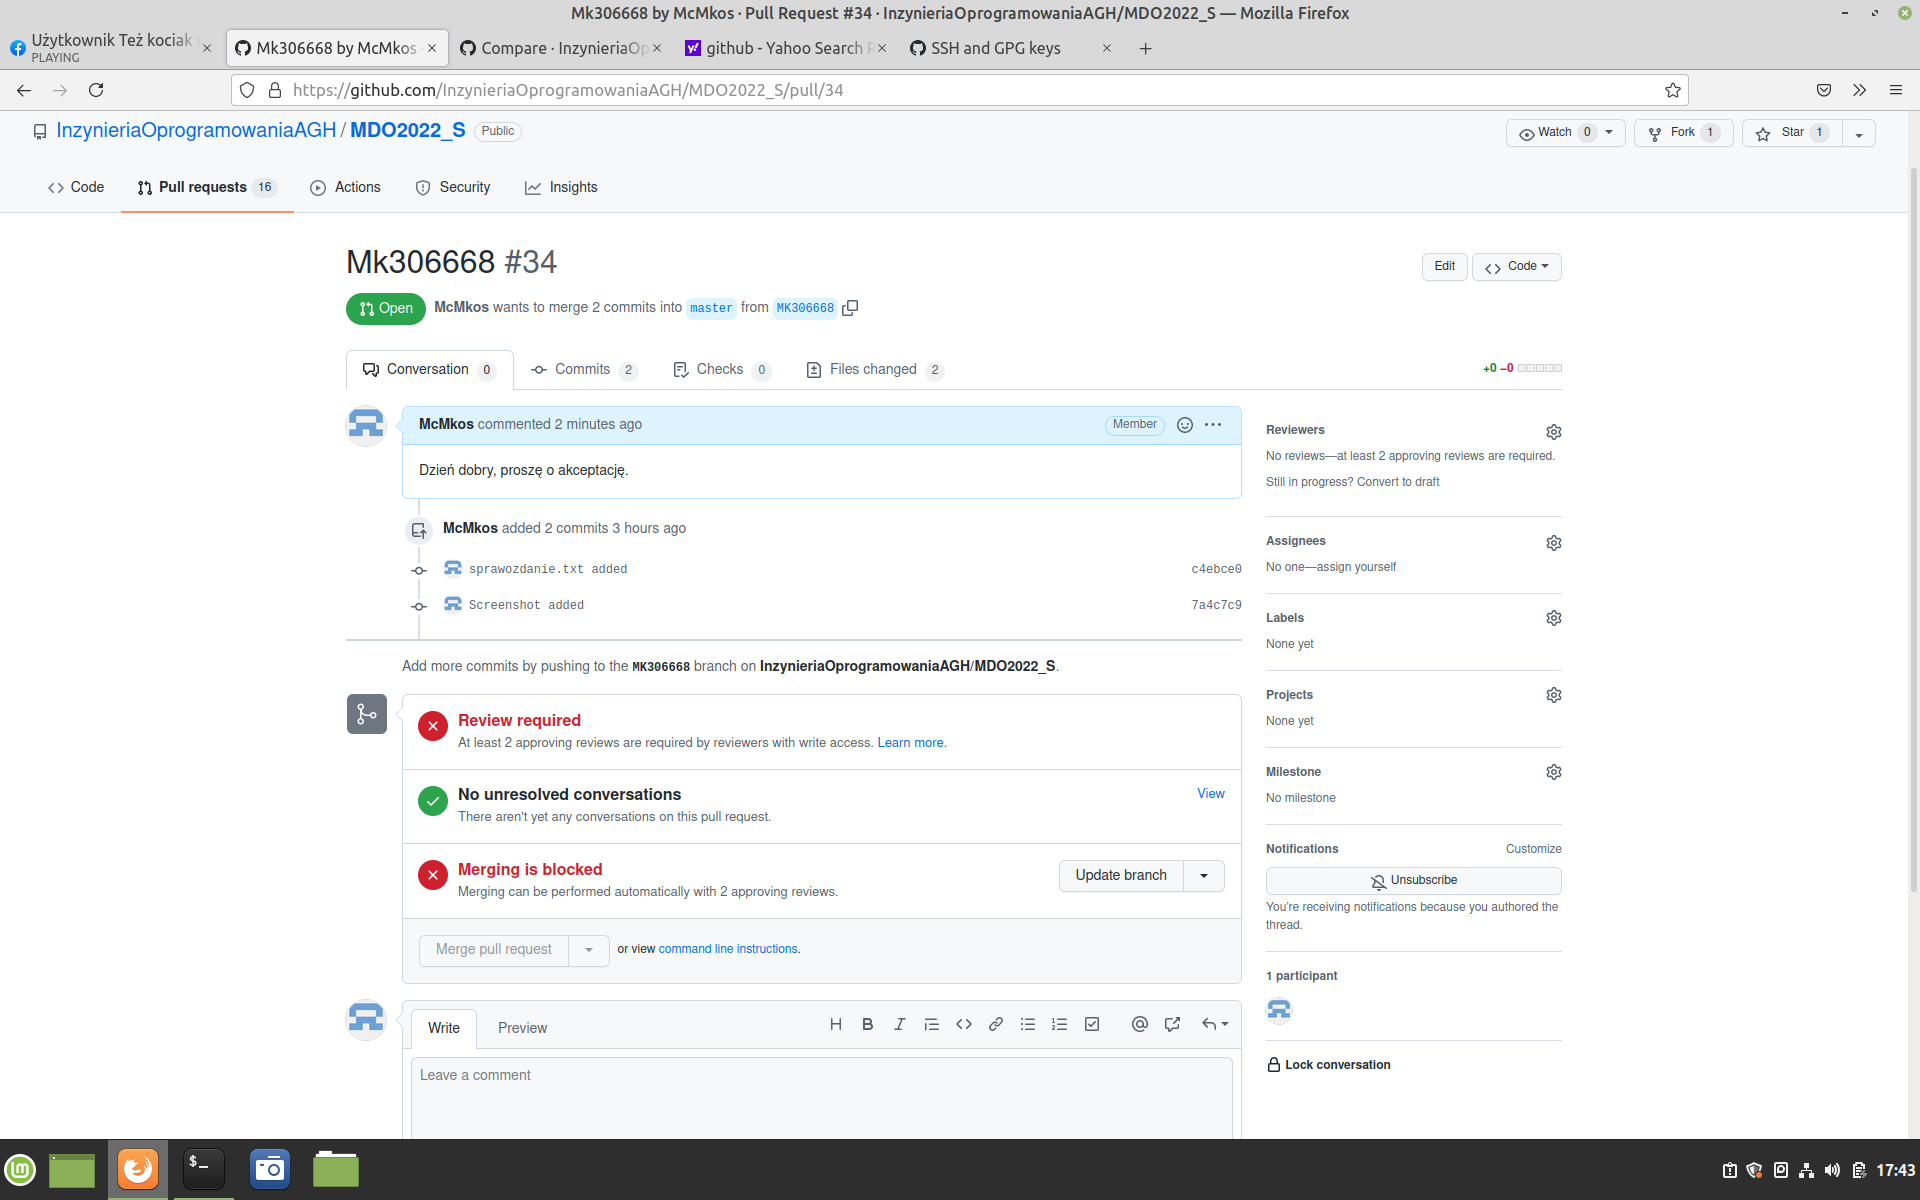 Mk306668 by McMkos · Pull Request #34 · InzynieriaOprogramowaniaAGH/MDO2022_S — Mozilla Firefox
Użytkownik Też kociak
PLAYING
Mk306668 by McMkos
Compare · InzynieriaOp
github - Yahoo Search R
SSH and GPG keys
https://github.com/InzynieriaOprogramowaniaAGH/MDO2022_S/pull/34
InzynieriaOprogramowaniaAGH / MDO2022_S Public
Watch 0 Fork 1 Star 1
Code Pull requests 16 Actions Security Insights
Mk306668 #34
Edit Code
Open McMkos wants to merge 2 commits into master from MK306668
Conversation 0 Commits 2 Checks 0 Files changed 2
+0 −0
McMkos commented 2 minutes ago
Member
Dzień dobry, proszę o akceptację.
McMkos added 2 commits 3 hours ago
sprawozdanie.txt added c4ebce0
Screenshot added 7a4c7c9
Add more commits by pushing to the MK306668 branch on InzynieriaOprogramowaniaAGH/MDO2022_S.
Review required
At least 2 approving reviews are required by reviewers with write access. Learn more.
No unresolved conversations
View
There aren't yet any conversations on this pull request.
Merging is blocked
Merging can be performed automatically with 2 approving reviews.
Update branch
Merge pull request or view command line instructions.
Write Preview
Leave a comment
Reviewers
No reviews—at least 2 approving reviews are required.
Still in progress? Convert to draft
Assignees
No one—assign yourself
Labels
None yet
Projects
None yet
Milestone
No milestone
Notifications Customize
Unsubscribe
You're receiving notifications because you authored the
thread.
1 participant
Lock conversation
17:43